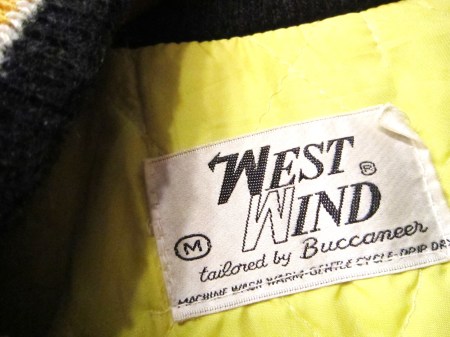 WEST
WIND ®
M
tailored by Buccaneer
MACHINE WASH WARM-GENTLE CYCLE-DRIP DRY